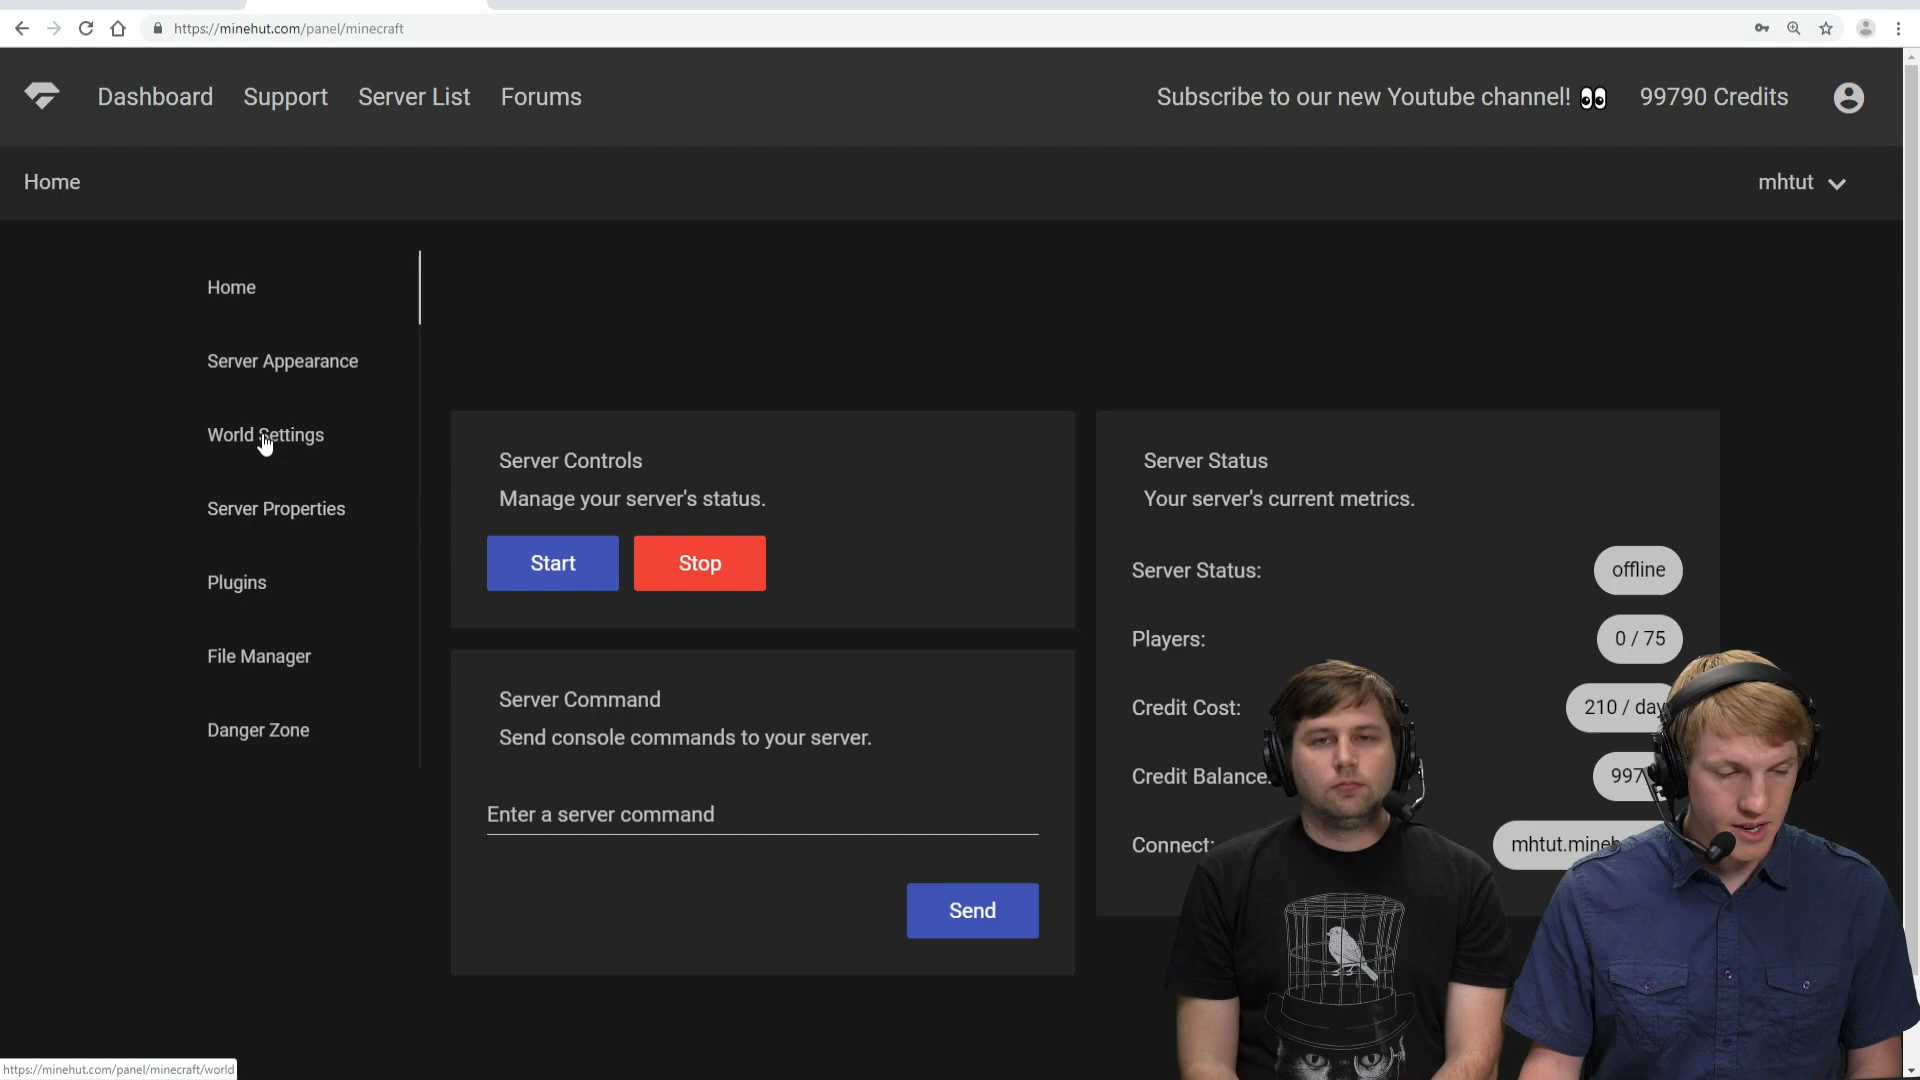 https://minehut.com/panel/minecraft
Dashboard Support Server List Forums Subscribe to our new Youtube channel! 👀 99790 Credits
Home mhtut
Home
Server Appearance
World Settings
Server Properties
Plugins
File Manager
Danger Zone
Server Controls
Manage your server's status.
Start Stop
Server Command
Send console commands to your server.
Enter a server command
Send
Server Status
Your server's current metrics.
Server Status: offline
Players: 0 / 75
Credit Cost: 210 / day
Credit Balance: 997
Connect: mhtut.mineh
https://minehut.com/panel/minecraft/world